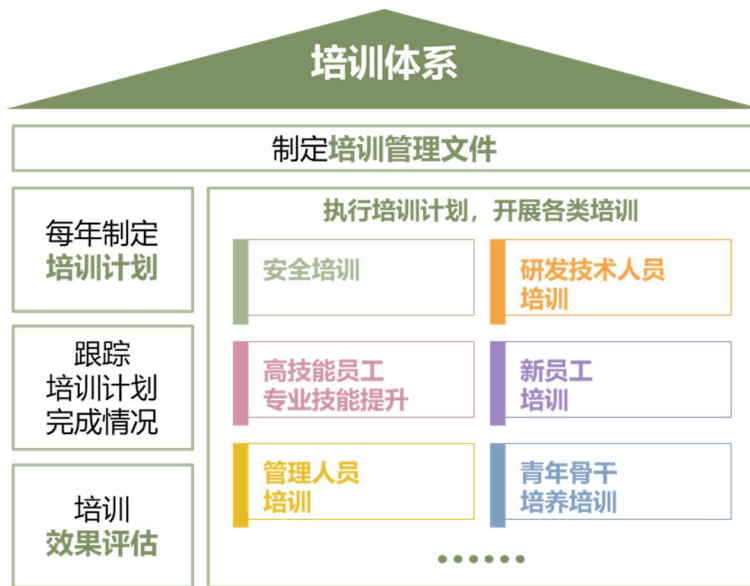 培训体系
制定培训管理文件
每年制定
培训计划
跟踪
培训计划
完成情况
培训
效果评估
执行培训计划，开展各类培训
安全培训
研发技术人员
培训
高技能员工
专业技能提升
新员工
培训
管理人员
培训
青年骨干
培养培训
······